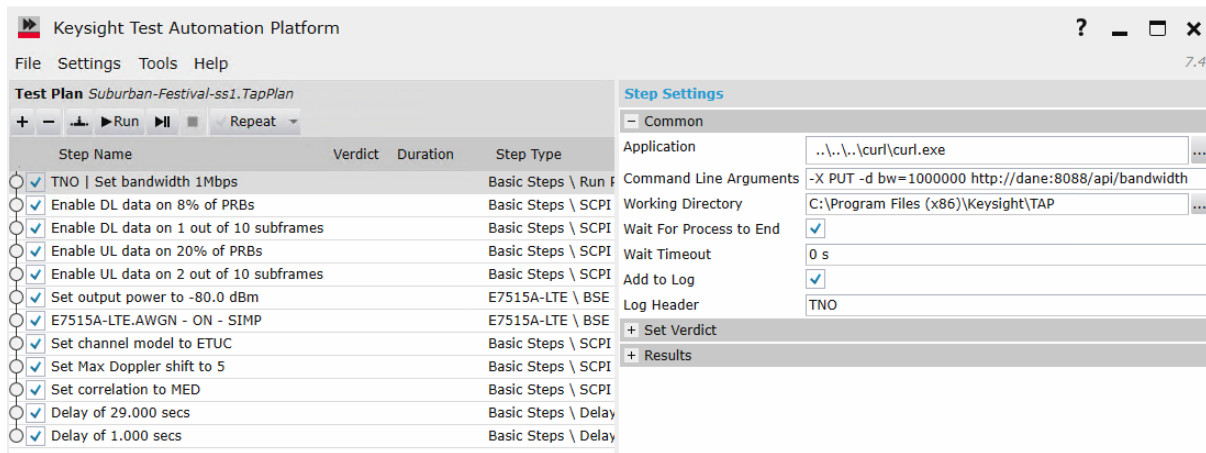 Keysight Test Automation Platform
?
File Settings Tools Help
7.4
Test Plan Suburban-Festival-ss1.TapPlan
+ − Run Repeat
Step Name Verdict Duration Step Type
TNO | Set bandwidth 1Mbps Basic Steps \ Run
Enable DL data on 8% of PRBs Basic Steps \ SCPI
Enable DL data on 1 out of 10 subframes Basic Steps \ SCPI
Enable UL data on 20% of PRBs Basic Steps \ SCPI
Enable UL data on 2 out of 10 subframes Basic Steps \ SCPI
Set output power to -80.0 dBm E7515A-LTE \ BSE
E7515A-LTE.AWGN - ON - SIMP E7515A-LTE \ BSE
Set channel model to ETUC Basic Steps \ SCPI
Set Max Doppler shift to 5 Basic Steps \ SCPI
Set correlation to MED Basic Steps \ SCPI
Delay of 29.000 secs Basic Steps \ Delay
Delay of 1.000 secs Basic Steps \ Delay
Step Settings
− Common
Application ..\..\..\curl\curl.exe ...
Command Line Arguments -X PUT -d bw=1000000 http://dane:8088/api/bandwidth
Working Directory C:\Program Files (x86)\Keysight\TAP ...
Wait For Process to End
Wait Timeout 0 s
Add to Log
Log Header TNO
+ Set Verdict
+ Results